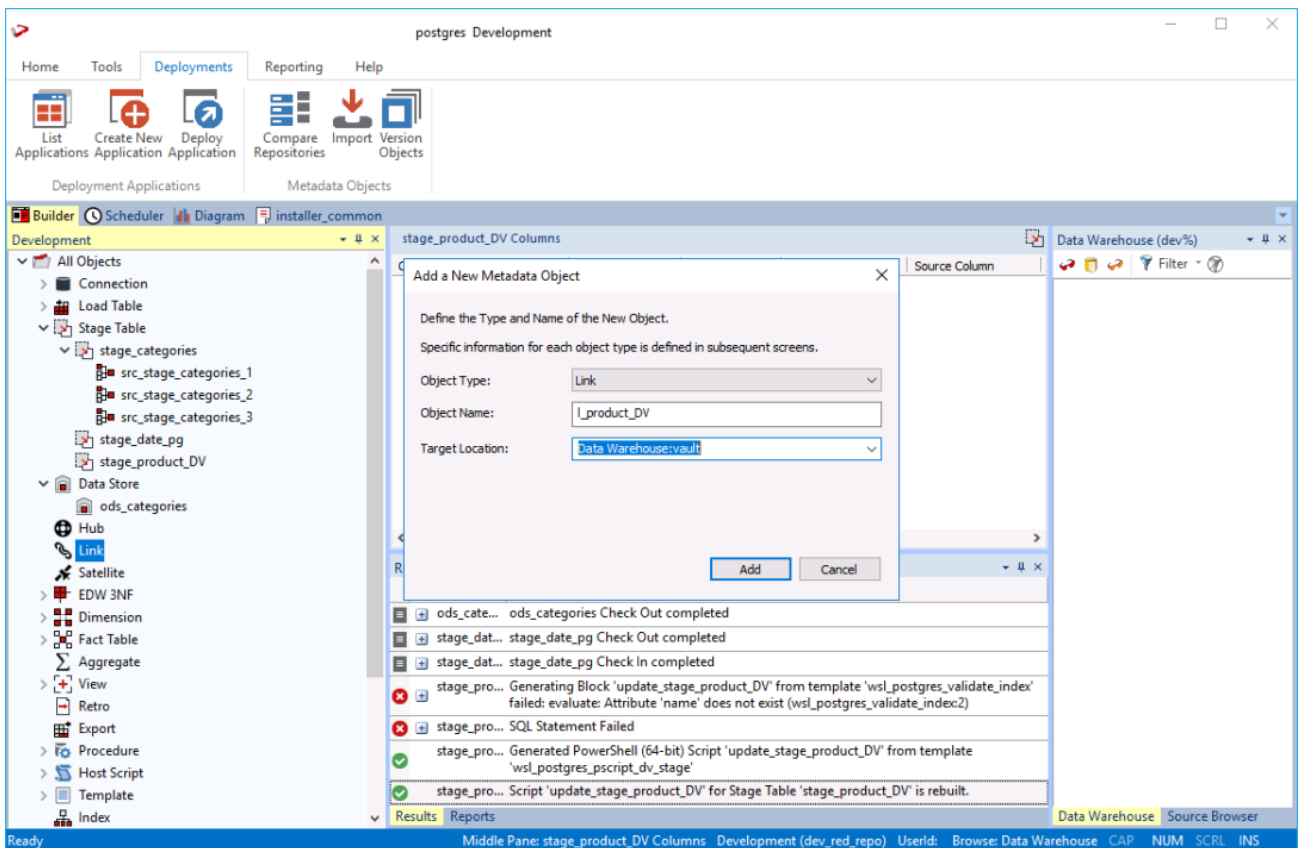 postgres Development
Home Tools Deployments Reporting Help
List Applications
Create New Application
Deploy Application
Compare Repositories
Import
Version Objects
Deployment Applications
Metadata Objects
Builder Scheduler Diagram installer_common
Development
All Objects
Connection
Load Table
Stage Table
stage_categories
src_stage_categories_1
src_stage_categories_2
src_stage_categories_3
stage_date_pg
stage_product_DV
Data Store
ods_categories
Hub
Link
Satellite
EDW 3NF
Dimension
Fact Table
Aggregate
View
Retro
Export
Procedure
Host Script
Template
Index
stage_product_DV Columns
Source Column
Add a New Metadata Object
Define the Type and Name of the New Object.
Specific information for each object type is defined in subsequent screens.
Object Type: Link
Object Name: l_product_DV
Target Location: Data Warehouse:vault
Add Cancel
ods_cate... ods_categories Check Out completed
stage_dat... stage_date_pg Check Out completed
stage_dat... stage_date_pg Check In completed
stage_pro... Generating Block 'update_stage_product_DV' from template 'wsl_postgres_validate_index'
failed: evaluate: Attribute 'name' does not exist (wsl_postgres_validate_index:2)
stage_pro... SQL Statement Failed
stage_pro... Generated PowerShell (64-bit) Script 'update_stage_product_DV' from template
'wsl_postgres_pscript_dv_stage'
stage_pro... Script 'update_stage_product_DV' for Stage Table 'stage_product_DV' is rebuilt.
Results Reports
Data Warehouse (dev%)
Filter
Data Warehouse Source Browser
Ready
Middle Pane: stage_product_DV Columns Development (dev_red_repo) UserId: Browse: Data Warehouse CAP NUM SCRL INS